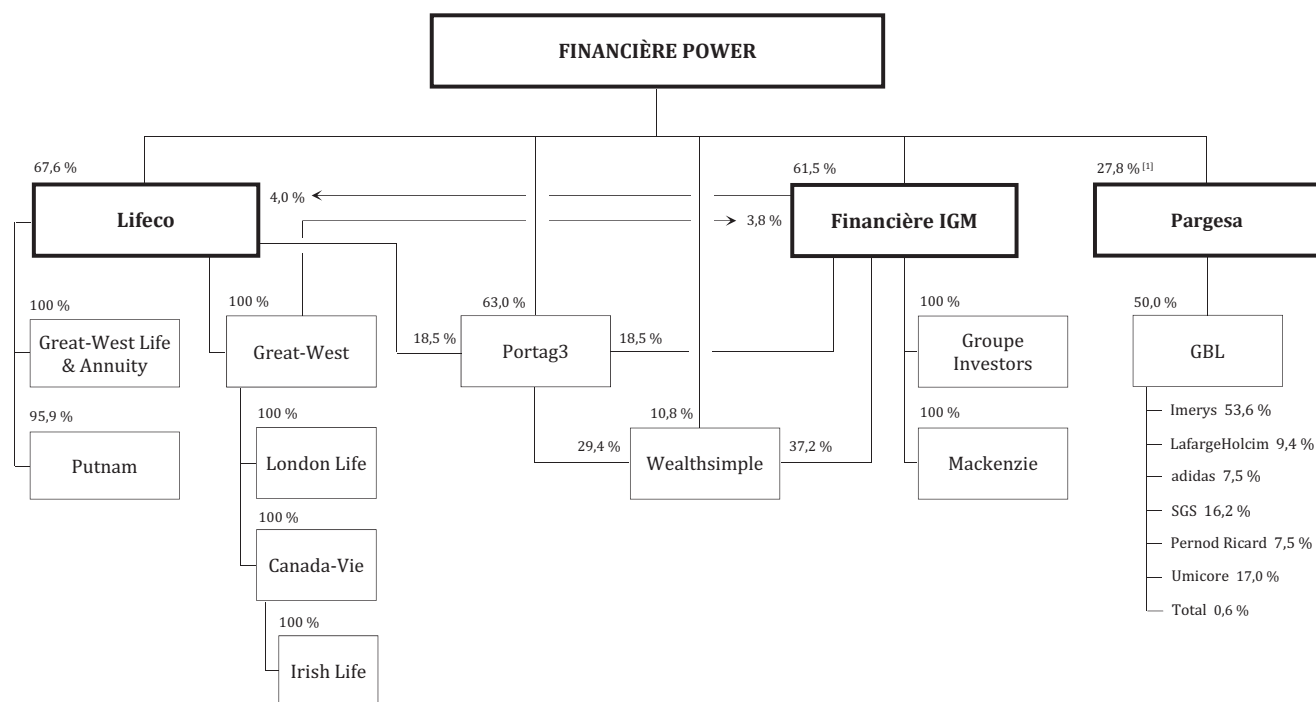 FINANCIÈRE POWER
67,6 %
61,5 %
27,8 % [1]
Lifeco
4,0 %
3,8 %
Financière IGM
Pargesa
100 %
Great-West Life
& Annuity
100 %
Great-West
63,0 %
18,5 %
Portag3
18,5 %
100 %
Groupe
Investors
50,0 %
GBL
95,9 %
Putnam
100 %
London Life
10,8 %
29,4 %
Wealthsimple
37,2 %
100 %
Mackenzie
Imerys 53,6 %
LafargeHolcim 9,4 %
adidas 7,5 %
SGS 16,2 %
Pernod Ricard 7,5 %
Umicore 17,0 %
Total 0,6 %
100 %
Canada-Vie
100 %
Irish Life